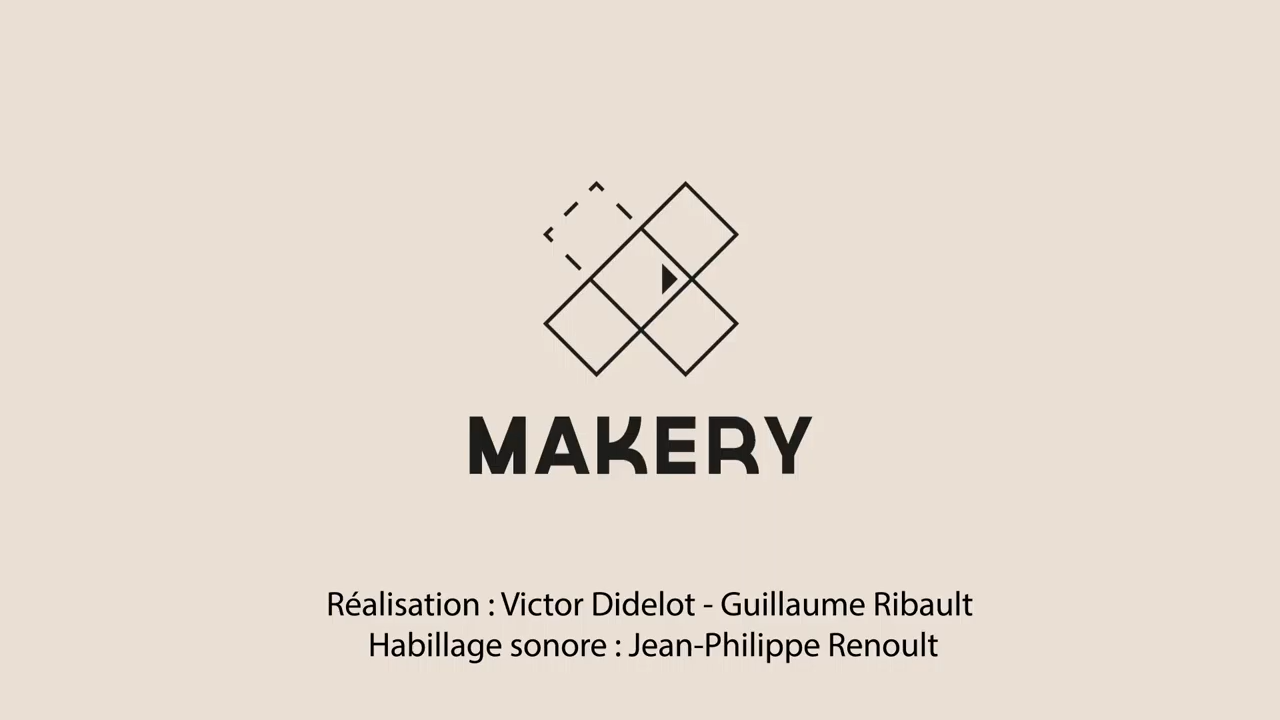 MAKERY
Réalisation : Victor Didelot - Guillaume Ribault
Habillage sonore : Jean-Philippe Renoult